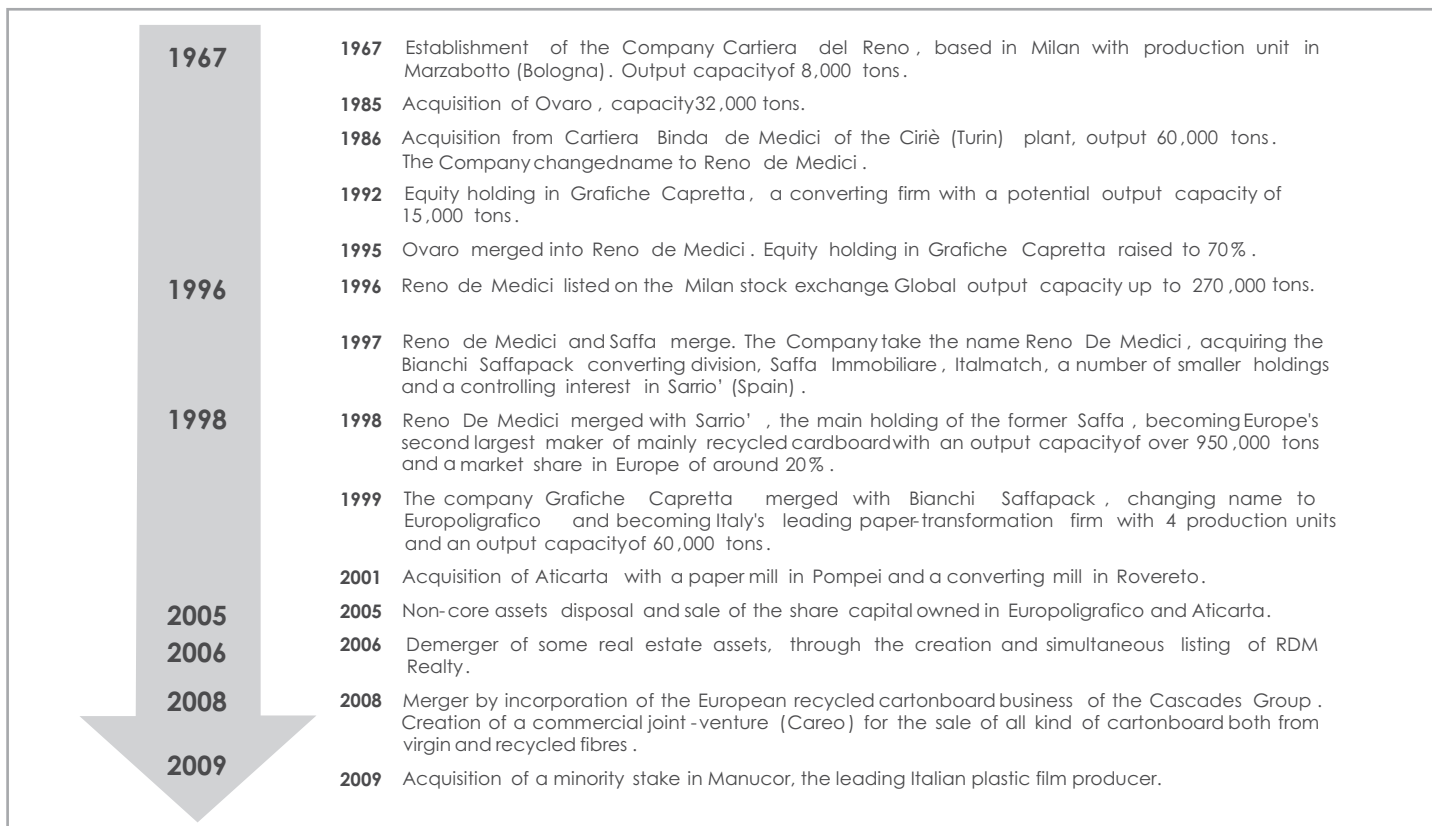 1967
1967 Establishment of the Company Cartiera del Reno, based in Milan with production unit in
Marzabotto (Bologna). Output capacity of 8,000 tons.
1985 Acquisition of Ovaro, capacity 32,000 tons.
1986 Acquisition from Cartiera Binda de Medici of the Ciriè (Turin) plant, output 60,000 tons.
The Company changed name to Reno de Medici.
1992 Equity holding in Grafiche Capretta, a converting firm with a potential output capacity of
15,000 tons.
1995 Ovaro merged into Reno de Medici. Equity holding in Grafiche Capretta raised to 70%.
1996
1996 Reno de Medici listed on the Milan stock exchange. Global output capacity up to 270,000 tons.
1997 Reno de Medici and Saffa merge. The Company take the name Reno De Medici, acquiring the
Bianchi Saffapack converting division, Saffa Immobiliare, Italmatch, a number of smaller holdings
and a controlling interest in Sarrio' (Spain).
1998
1998 Reno De Medici merged with Sarrio', the main holding of the former Saffa, becoming Europe's
second largest maker of mainly recycled cardboard with an output capacity of over 950,000 tons
and a market share in Europe of around 20%.
1999 The company Grafiche Capretta merged with Bianchi Saffapack, changing name to
Europoligrafico and becoming Italy's leading paper-transformation firm with 4 production units
and an output capacity of 60,000 tons.
2001 Acquisition of Aticarta with a paper mill in Pompei and a converting mill in Rovereto.
2005
2005 Non-core assets disposal and sale of the share capital owned in Europoligrafico and Aticarta.
2006
2006 Demerger of some real estate assets, through the creation and simultaneous listing of RDM
Realty.
2008
2008 Merger by incorporation of the European recycled cartonboard business of the Cascades Group.
Creation of a commercial joint-venture (Careo) for the sale of all kind of cartonboard both from
virgin and recycled fibres.
2009
2009 Acquisition of a minority stake in Manucor, the leading Italian plastic film producer.